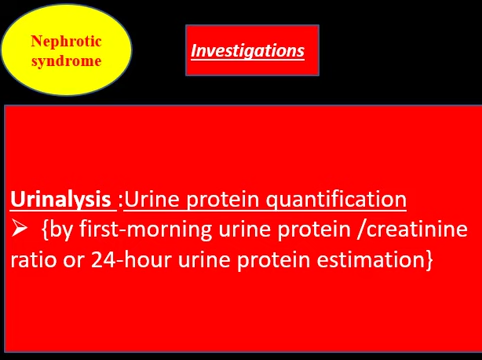 Nephrotic
syndrome
Investigations
Urinalysis :Urine protein quantification
➢ {by first-morning urine protein /creatinine
ratio or 24-hour urine protein estimation}